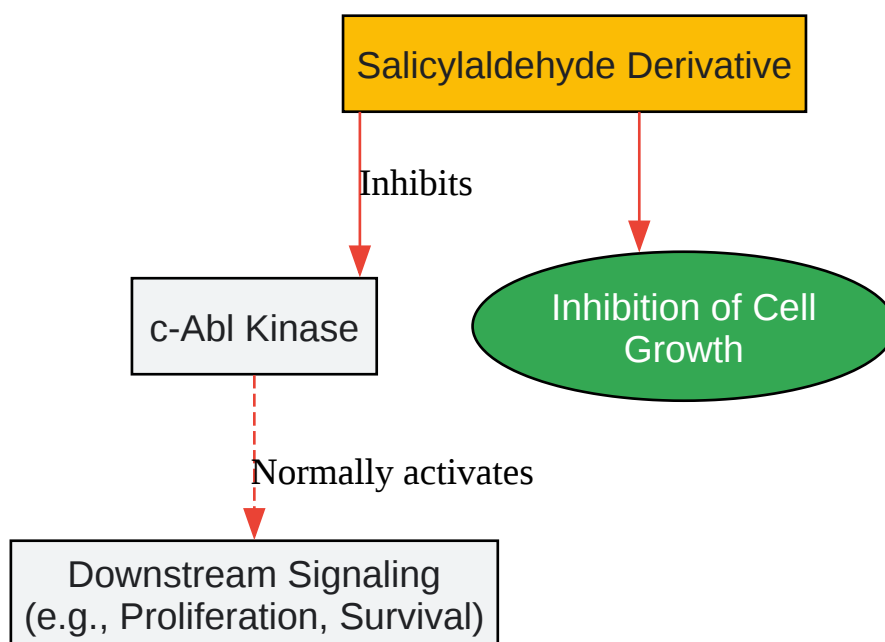 Salicylaldehyde Derivative
Inhibits
c-Abl Kinase
Inhibition of Cell
Growth
Normally activates
Downstream Signaling
(e.g., Proliferation, Survival)